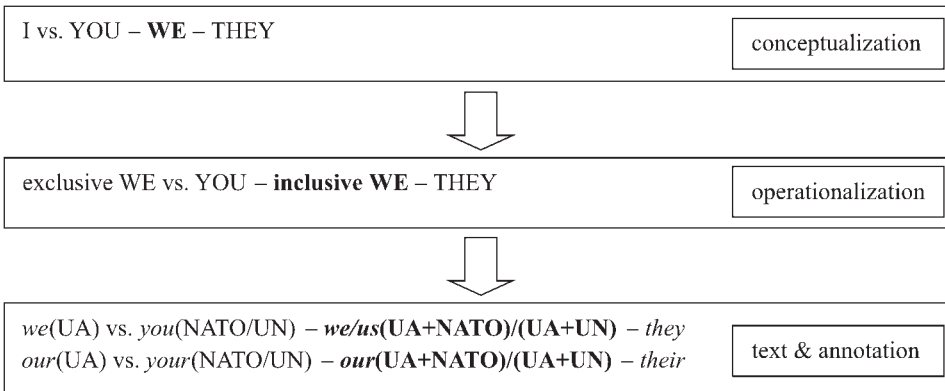 I vs. YOU – WE – THEY
conceptualization
exclusive WE vs. YOU – inclusive WE – THEY
operationalization
we(UA) vs. you(NATO/UN) – we/us(UA+NATO)/(UA+UN) – they
our(UA) vs. your(NATO/UN) – our(UA+NATO)/(UA+UN) – their
text & annotation